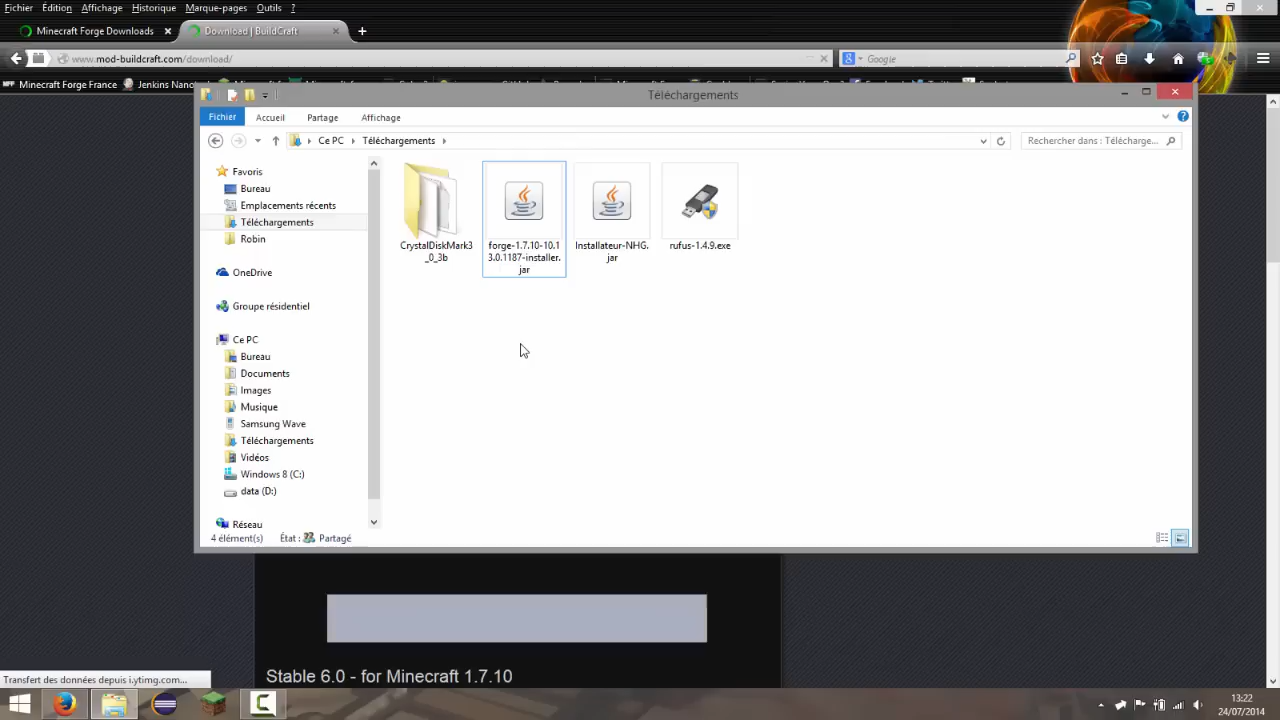 Fichier Édition Affichage Historique Marque-pages Outils ?
Minecraft Forge Downloads
Download | BuildCraft
www.mod-buildcraft.com/download/
Google
Minecraft Forge France
Jenkins
Téléchargements
Fichier Accueil Partage Affichage
Ce PC Téléchargements
Rechercher dans : Télécharge...
Favoris
Bureau
Emplacements récents
Téléchargements
Robin
OneDrive
Groupe résidentiel
Ce PC
Bureau
Documents
Images
Musique
Samsung Wave
Téléchargements
Vidéos
Windows 8 (C:)
data (D:)
Réseau
CrystalDiskMark3
_0_3b
forge-1.7.10-10.1
3.0.1187-installer.
jar
Installateur-NHG.
jar
rufus-1.4.9.exe
4 élément(s) État : Partagé
Stable 6.0 - for Minecraft 1.7.10
Transfert des données depuis i.ytimg.com...
13:22
24/07/2014